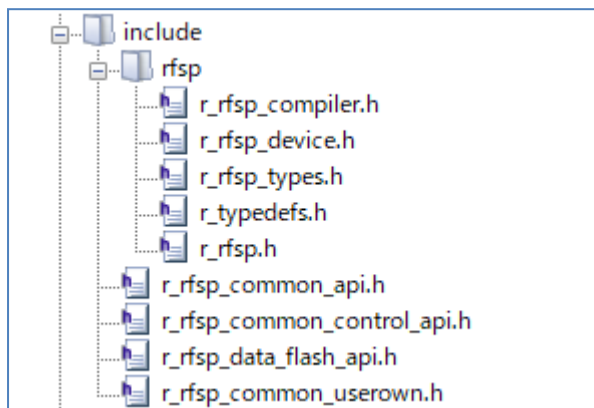 include
rfsp
r_rfsp_compiler.h
r_rfsp_device.h
r_rfsp_types.h
r_typedefs.h
r_rfsp.h
r_rfsp_common_api.h
r_rfsp_common_control_api.h
r_rfsp_data_flash_api.h
r_rfsp_common_userown.h